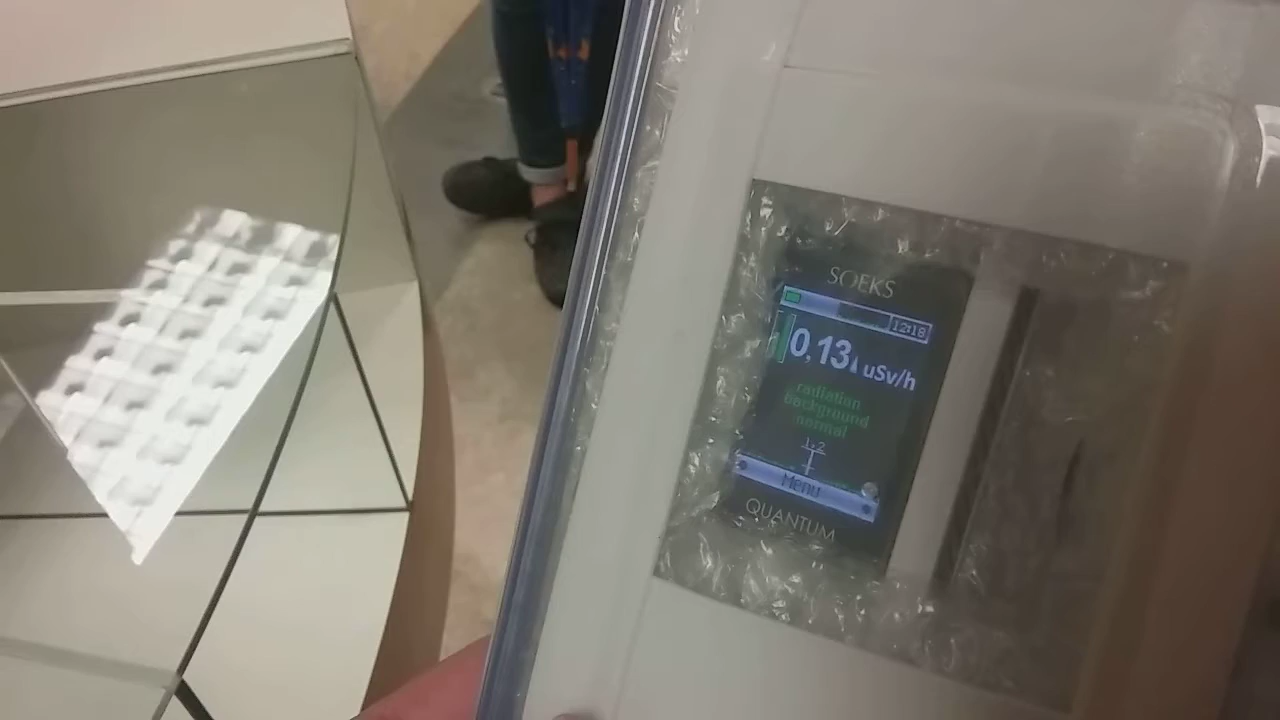 SOEKS
12:18
0,13 uSv/h
radiation
background
normal
Menu
QUANTUM